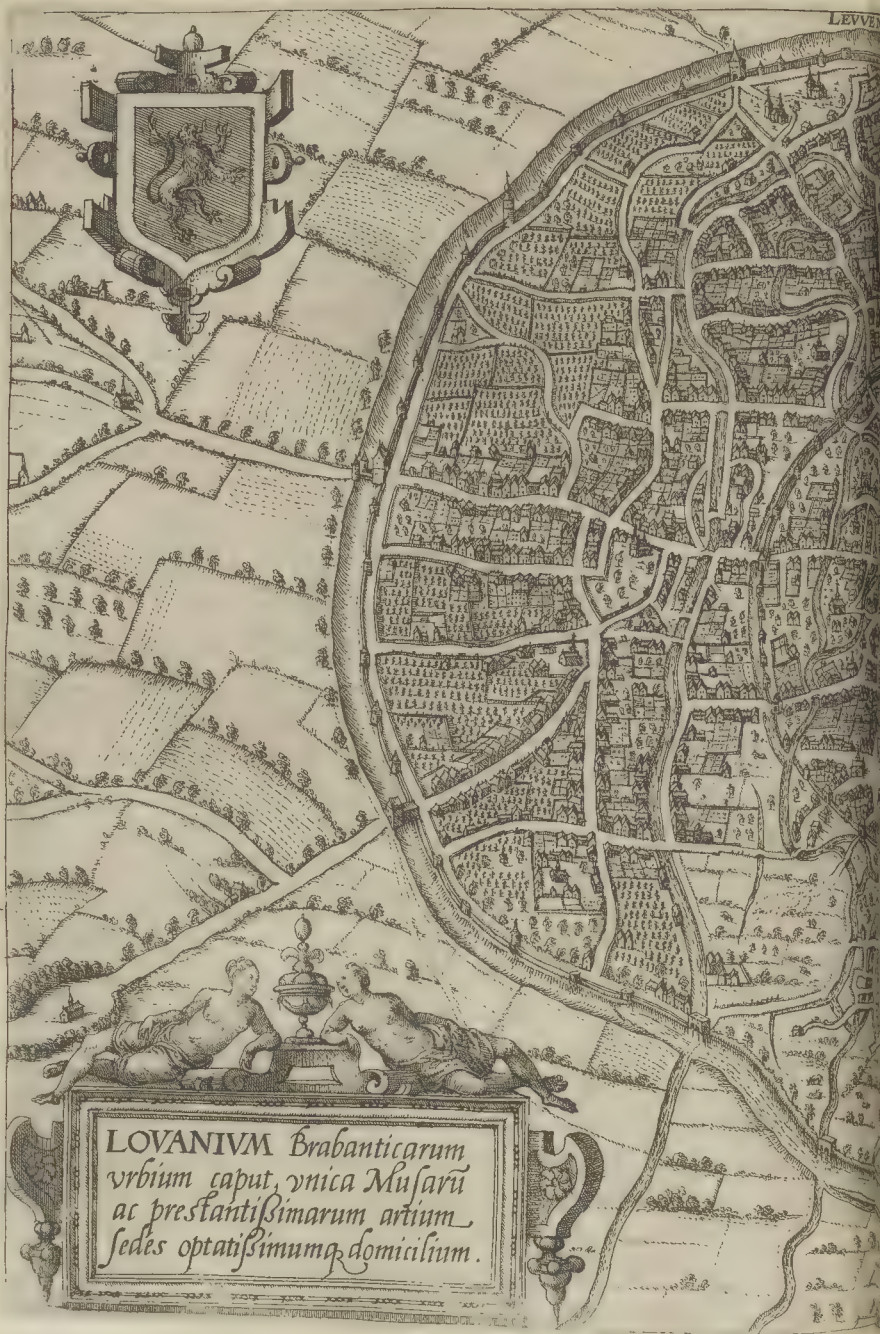 LEVVEN
LOVANIVM Brabanticarum
vrbium caput, vnica Musarū
ac prestantißimarum artium
sedes optatißimumq domicilium.